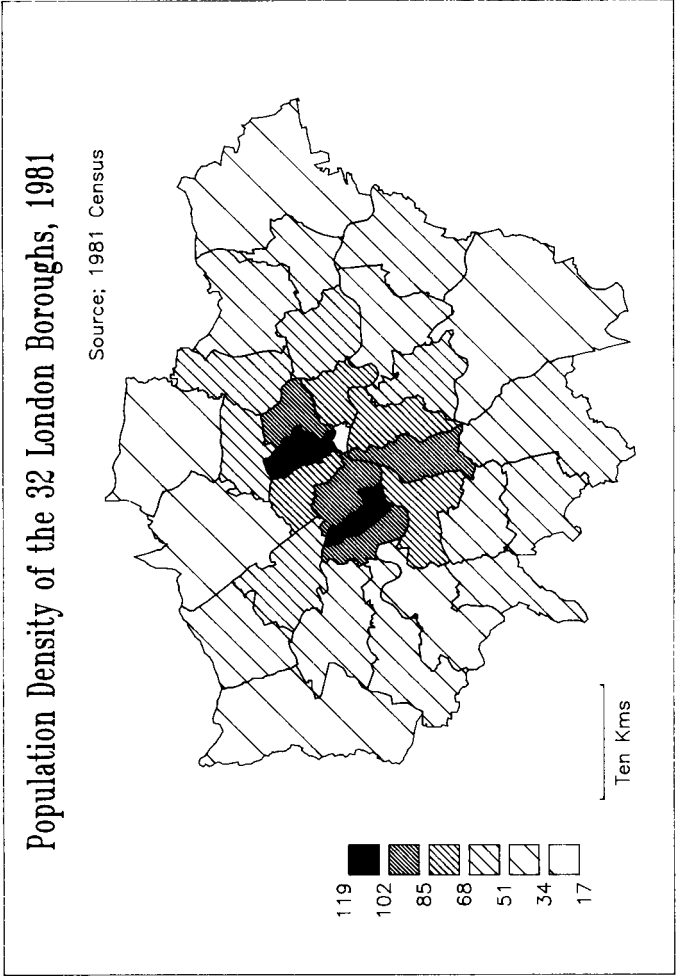 Population Density of the 32 London Boroughs, 1981
Source; 1981 Census
119
102
85
68
51
34
17
Ten Kms